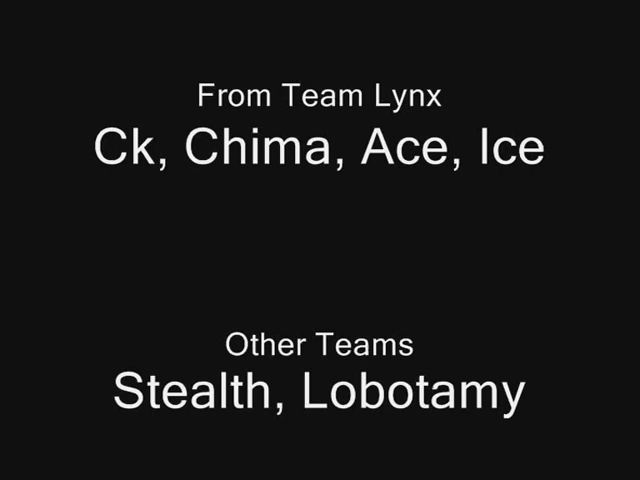 From Team Lynx
Ck, Chima, Ace, Ice
Other Teams
Stealth, Lobotamy